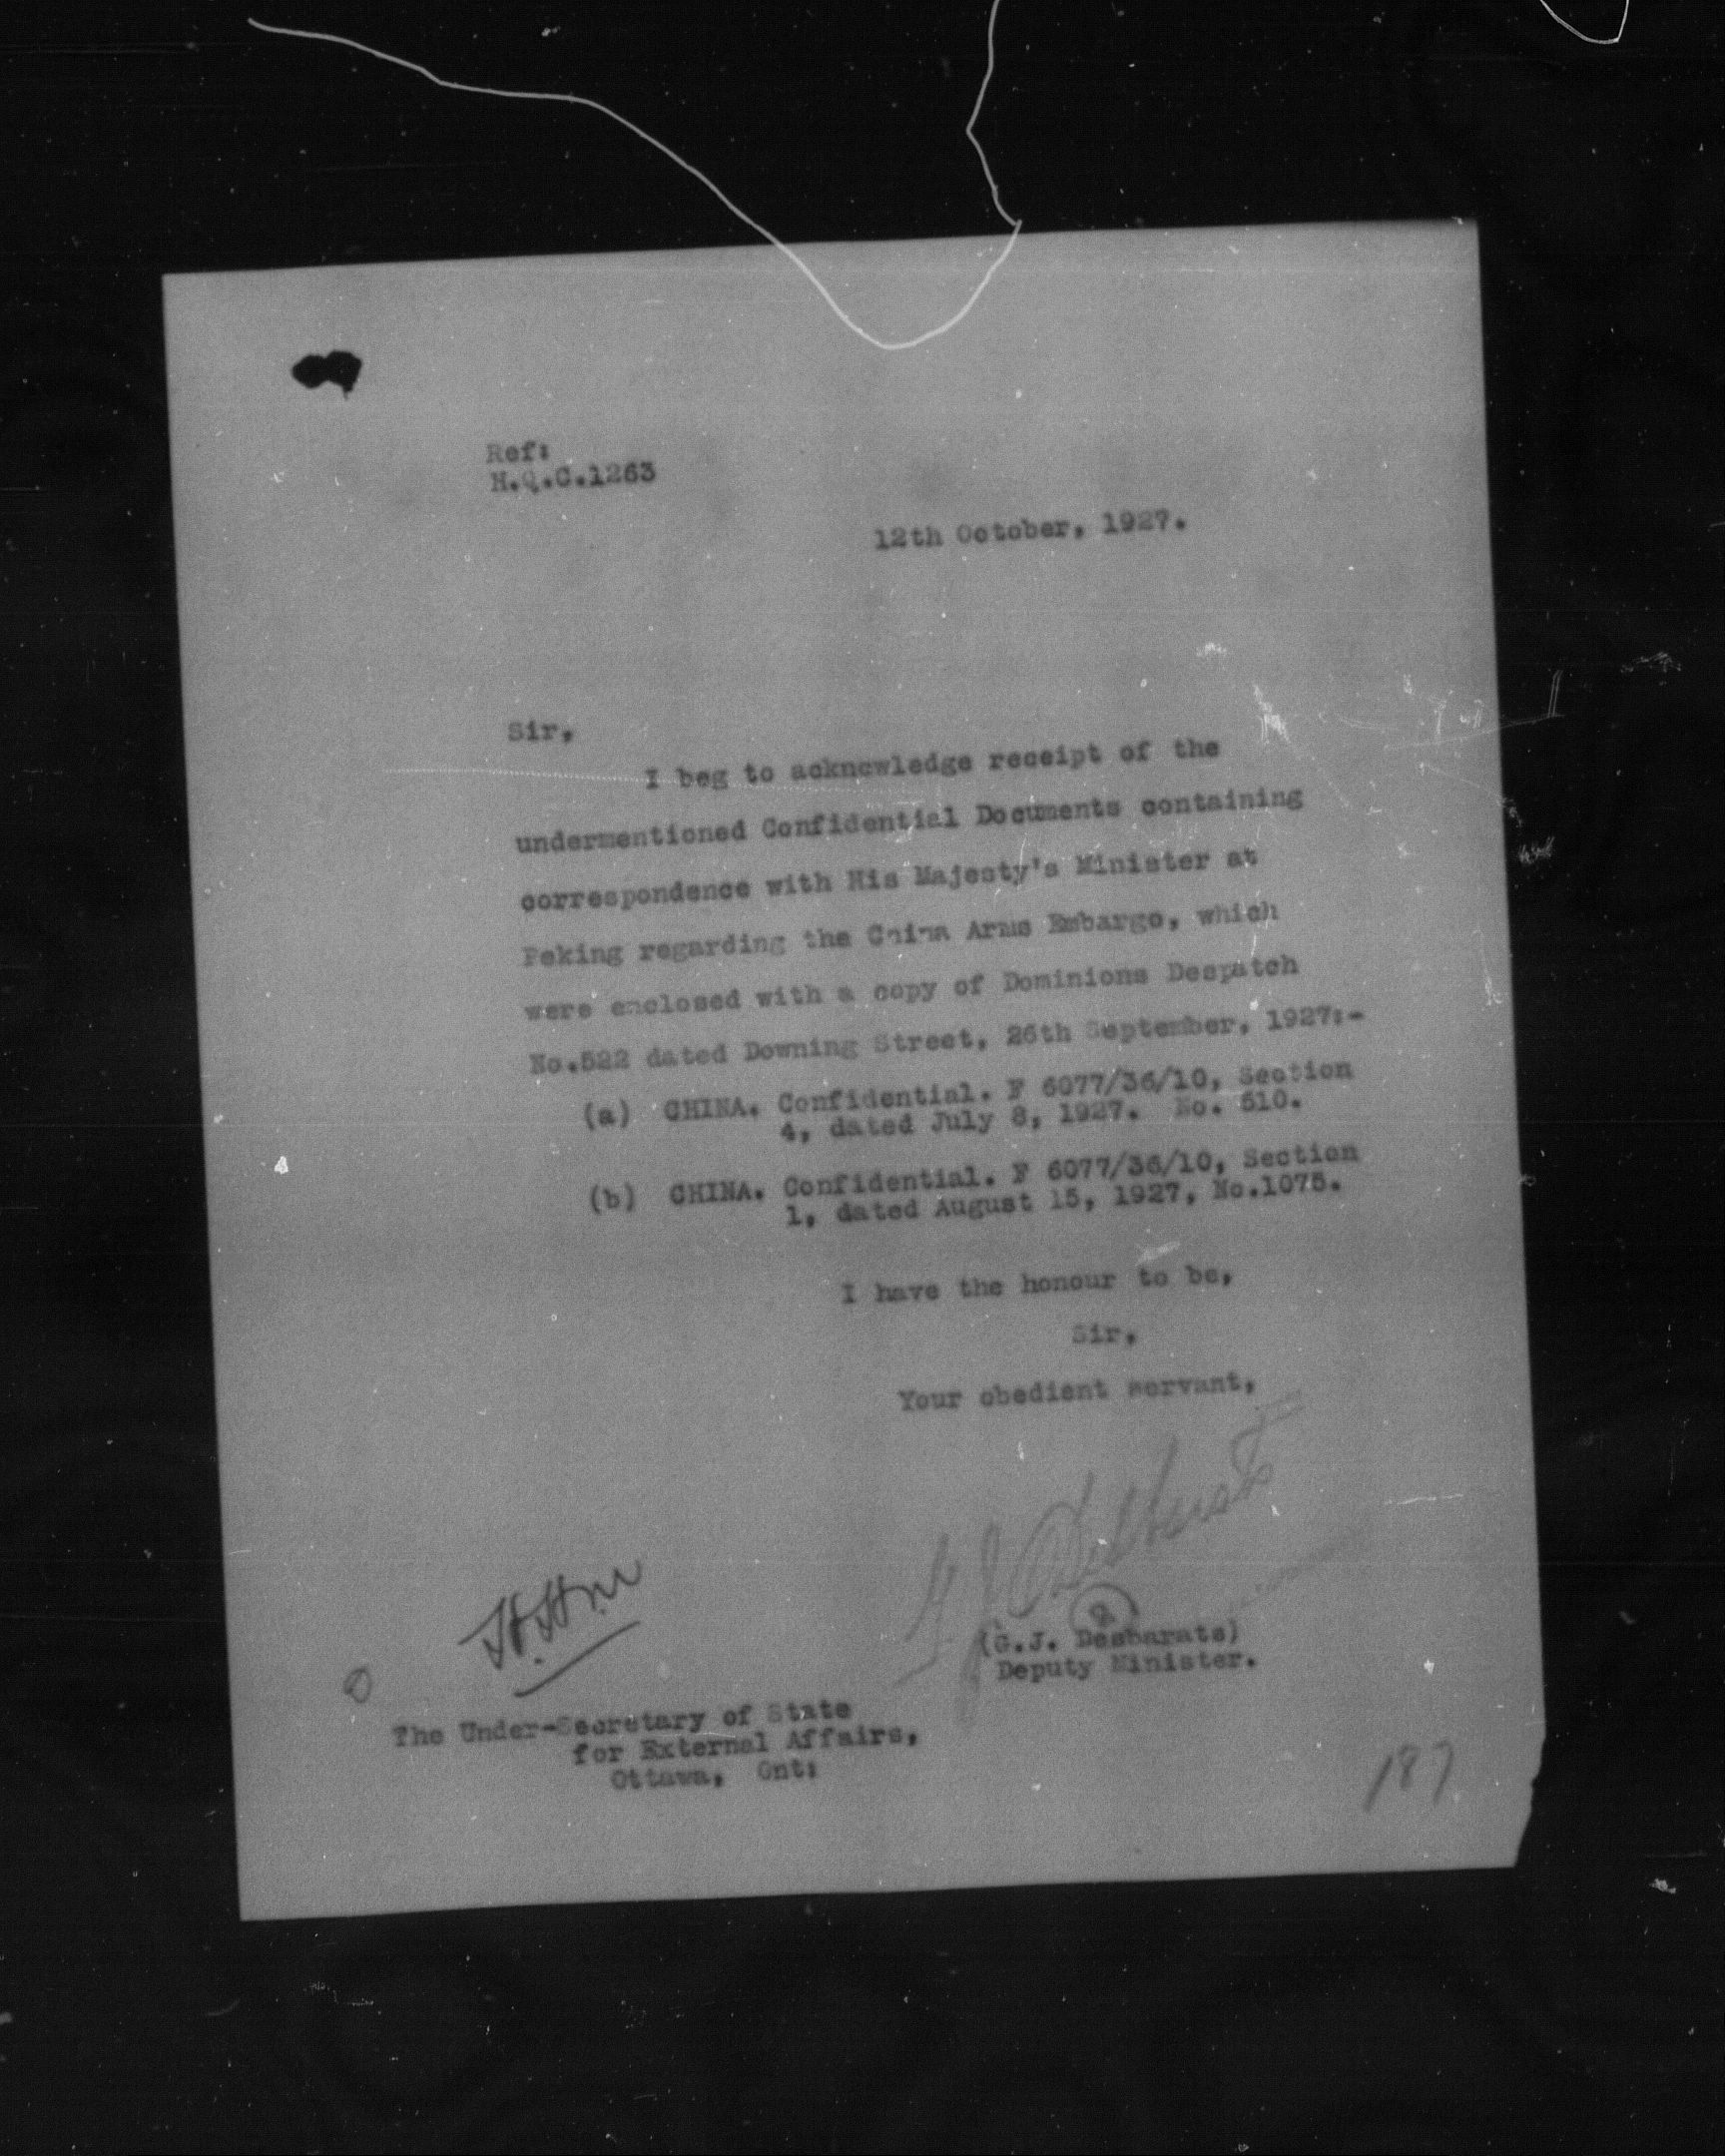 Ref:
H.Q.C.1263
12th October, 1927.
Sir,
I beg to acknowledge receipt of the
undermentioned Confidential Documents containing
correspondence with His Majesty's Minister at
Peking regarding the China Arms Embargo, which
were enclosed with a copy of Dominions Despatch
No.522 dated Downing Street, 26th September, 1927:-
(a) CHINA. Confidential. F 6077/36/10, Section
4, dated July 8, 1927. No. 510.
(b) CHINA. Confidential. F 6077/36/10, Section
1, dated August 15, 1927, No.1075.
I have the honour to be,
Sir,
Your obedient servant,
G J Desbarats
(G.J. Desbarats)
Deputy Minister.
The Under-Secretary of State
for External Affairs,
Ottawa, Ont:
187